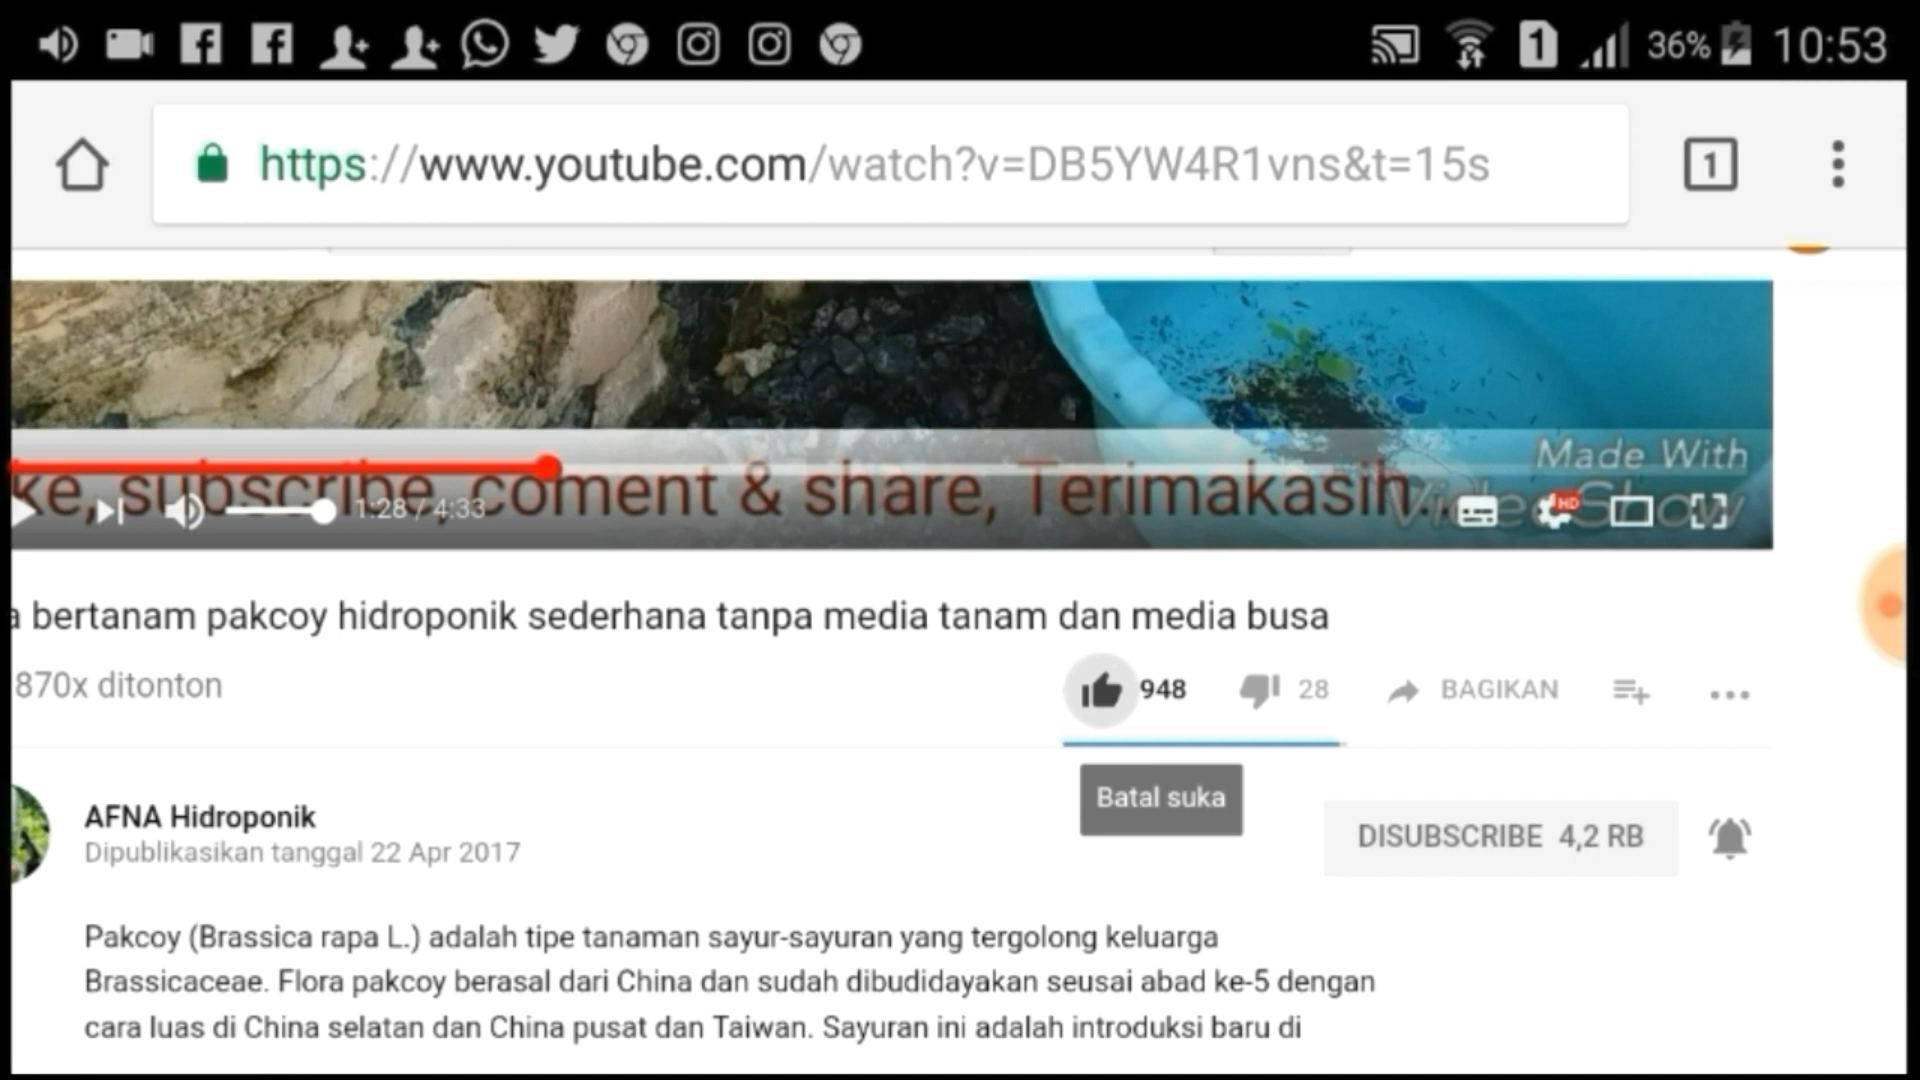 1 36% 10:53
https://www.youtube.com/watch?v=DB5YW4R1vns&t=15s 1
Made With
ke, subscribe, coment & share, Terimakasih..
VideoShow
1:28 / 4:33 HD
a bertanam pakcoy hidroponik sederhana tanpa media tanam dan media busa
870x ditonton
948 28 BAGIKAN
Batal suka
AFNA Hidroponik
Dipublikasikan tanggal 22 Apr 2017
DISUBSCRIBE 4,2 RB
Pakcoy (Brassica rapa L.) adalah tipe tanaman sayur-sayuran yang tergolong keluarga
Brassicaceae. Flora pakcoy berasal dari China dan sudah dibudidayakan seusai abad ke-5 dengan
cara luas di China selatan dan China pusat dan Taiwan. Sayuran ini adalah introduksi baru di